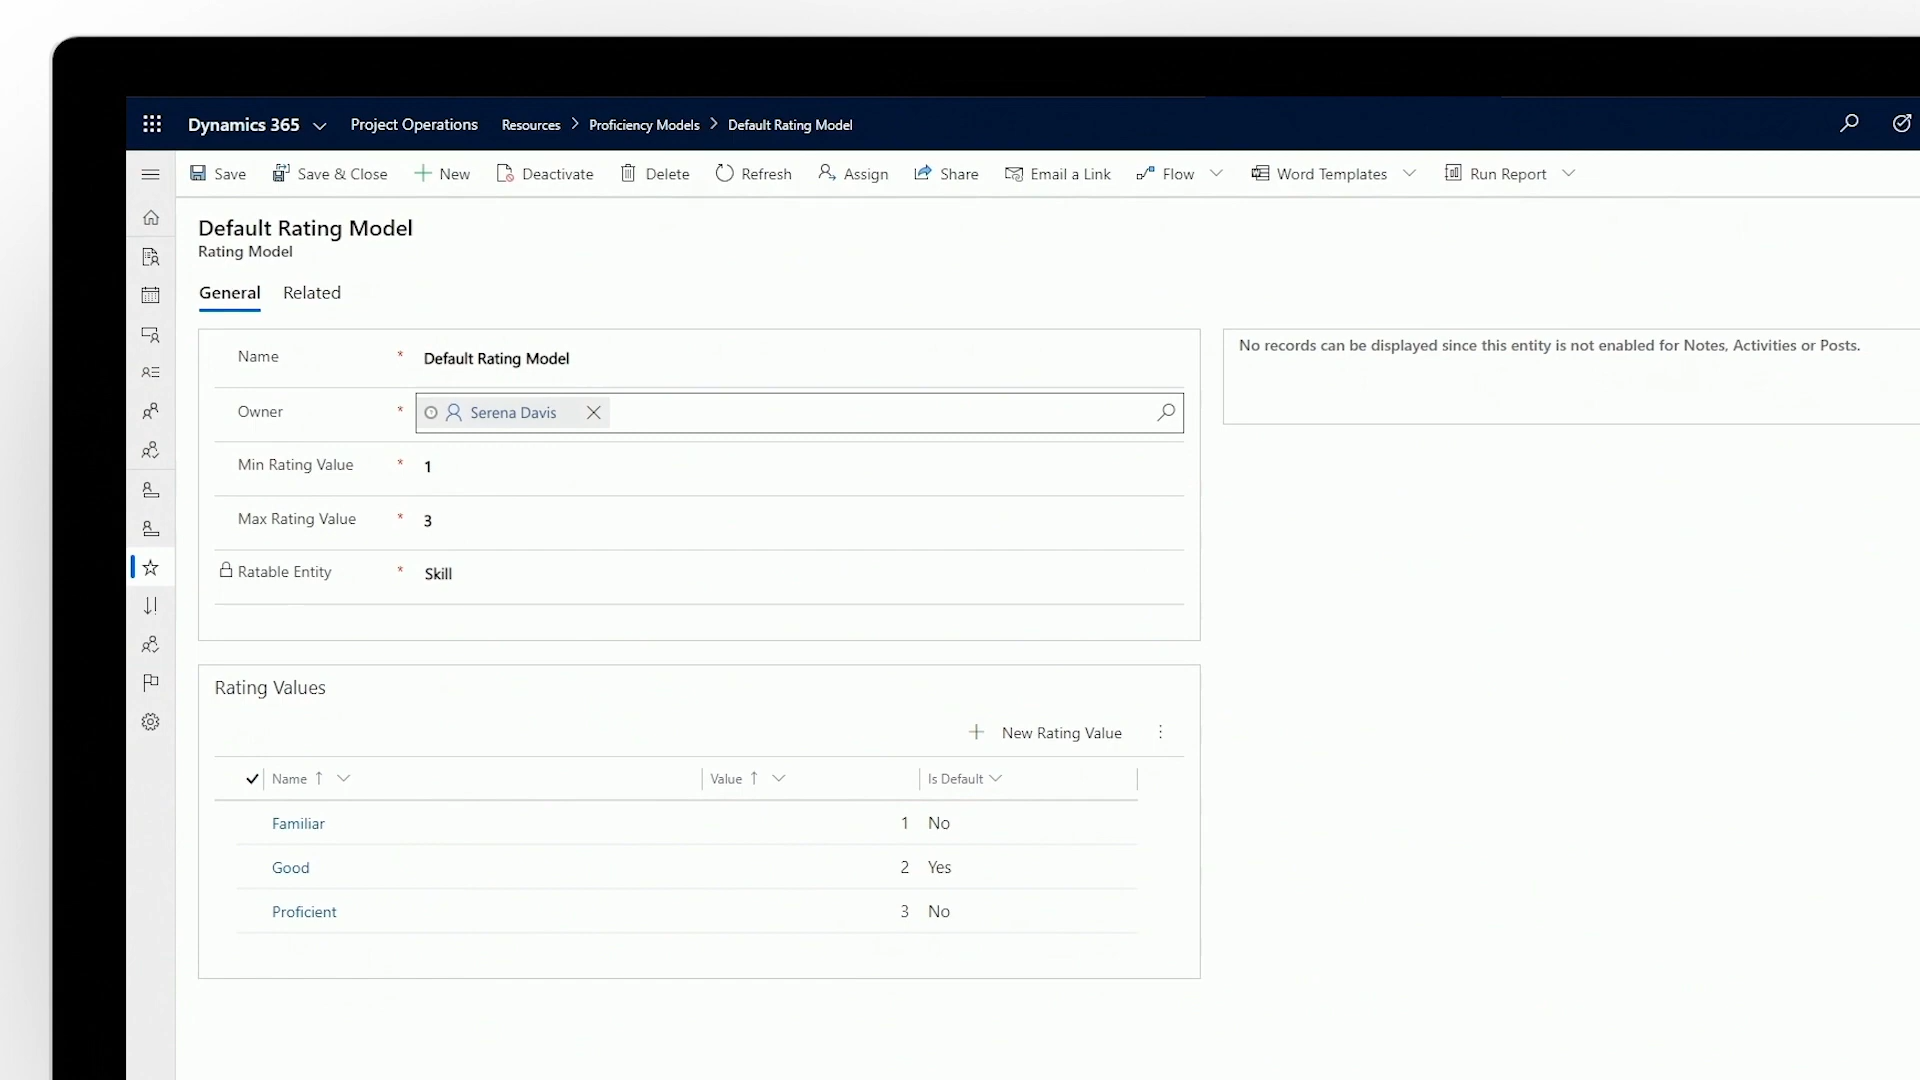 Dynamics 365 Project Operations Resources > Proficiency Models > Default Rating Model
Save Save & Close New Deactivate Delete Refresh Assign Share Email a Link Flow Word Templates Run Report
Default Rating Model
Rating Model
General Related
Name * Default Rating Model
Owner * Serena Davis
Min Rating Value * 1
Max Rating Value * 3
Ratable Entity * Skill
No records can be displayed since this entity is not enabled for Notes, Activities or Posts.
Rating Values
+ New Rating Value
Name ↑ Value ↑ Is Default
Familiar 1 No
Good 2 Yes
Proficient 3 No